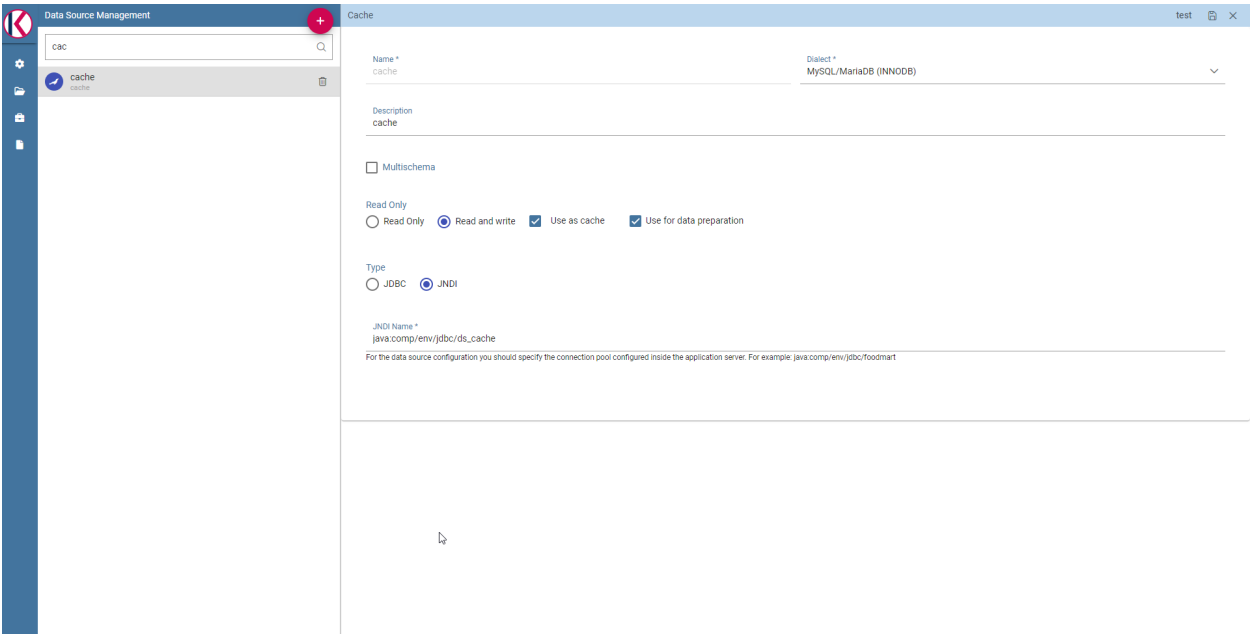 Data Source Management
+
cac
cache
cache
Cache
test
Name *
cache
Dialect *
MySQL/MariaDB (INNODB)
Description
cache
Multischema
Read Only
Read Only Read and write Use as cache Use for data preparation
Type
JDBC JNDI
JNDI Name *
java:comp/env/jdbc/ds_cache
For the data source configuration you should specify the connection pool configured inside the application server. For example: java:comp/env/jdbc/foodmart